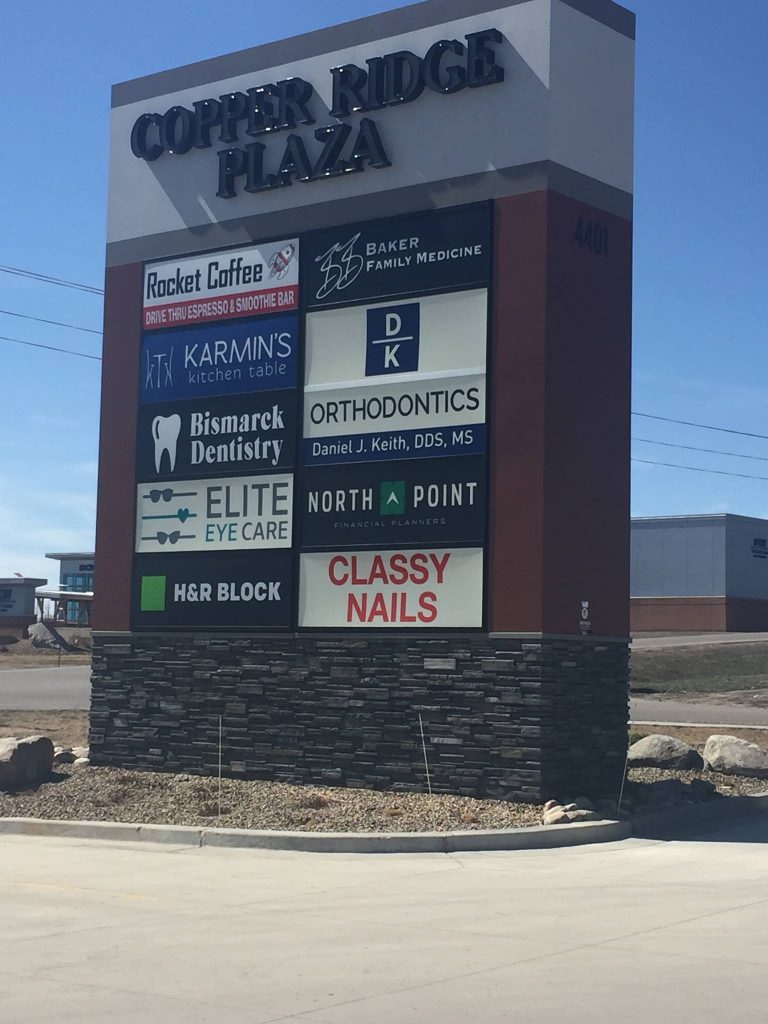 COPPER RIDGE
PLAZA
4401
Rocket Coffee
DRIVE THRU ESPRESSO & SMOOTHIE BAR
KTK KARMIN'S
kitchen table
Bismarck
Dentistry
ELITE
EYE CARE
H&R BLOCK
BAKER
FAMILY MEDICINE
D
K
ORTHODONTICS
Daniel J. Keith, DDS, MS
NORTH POINT
FINANCIAL PLANNERS
CLASSY
NAILS